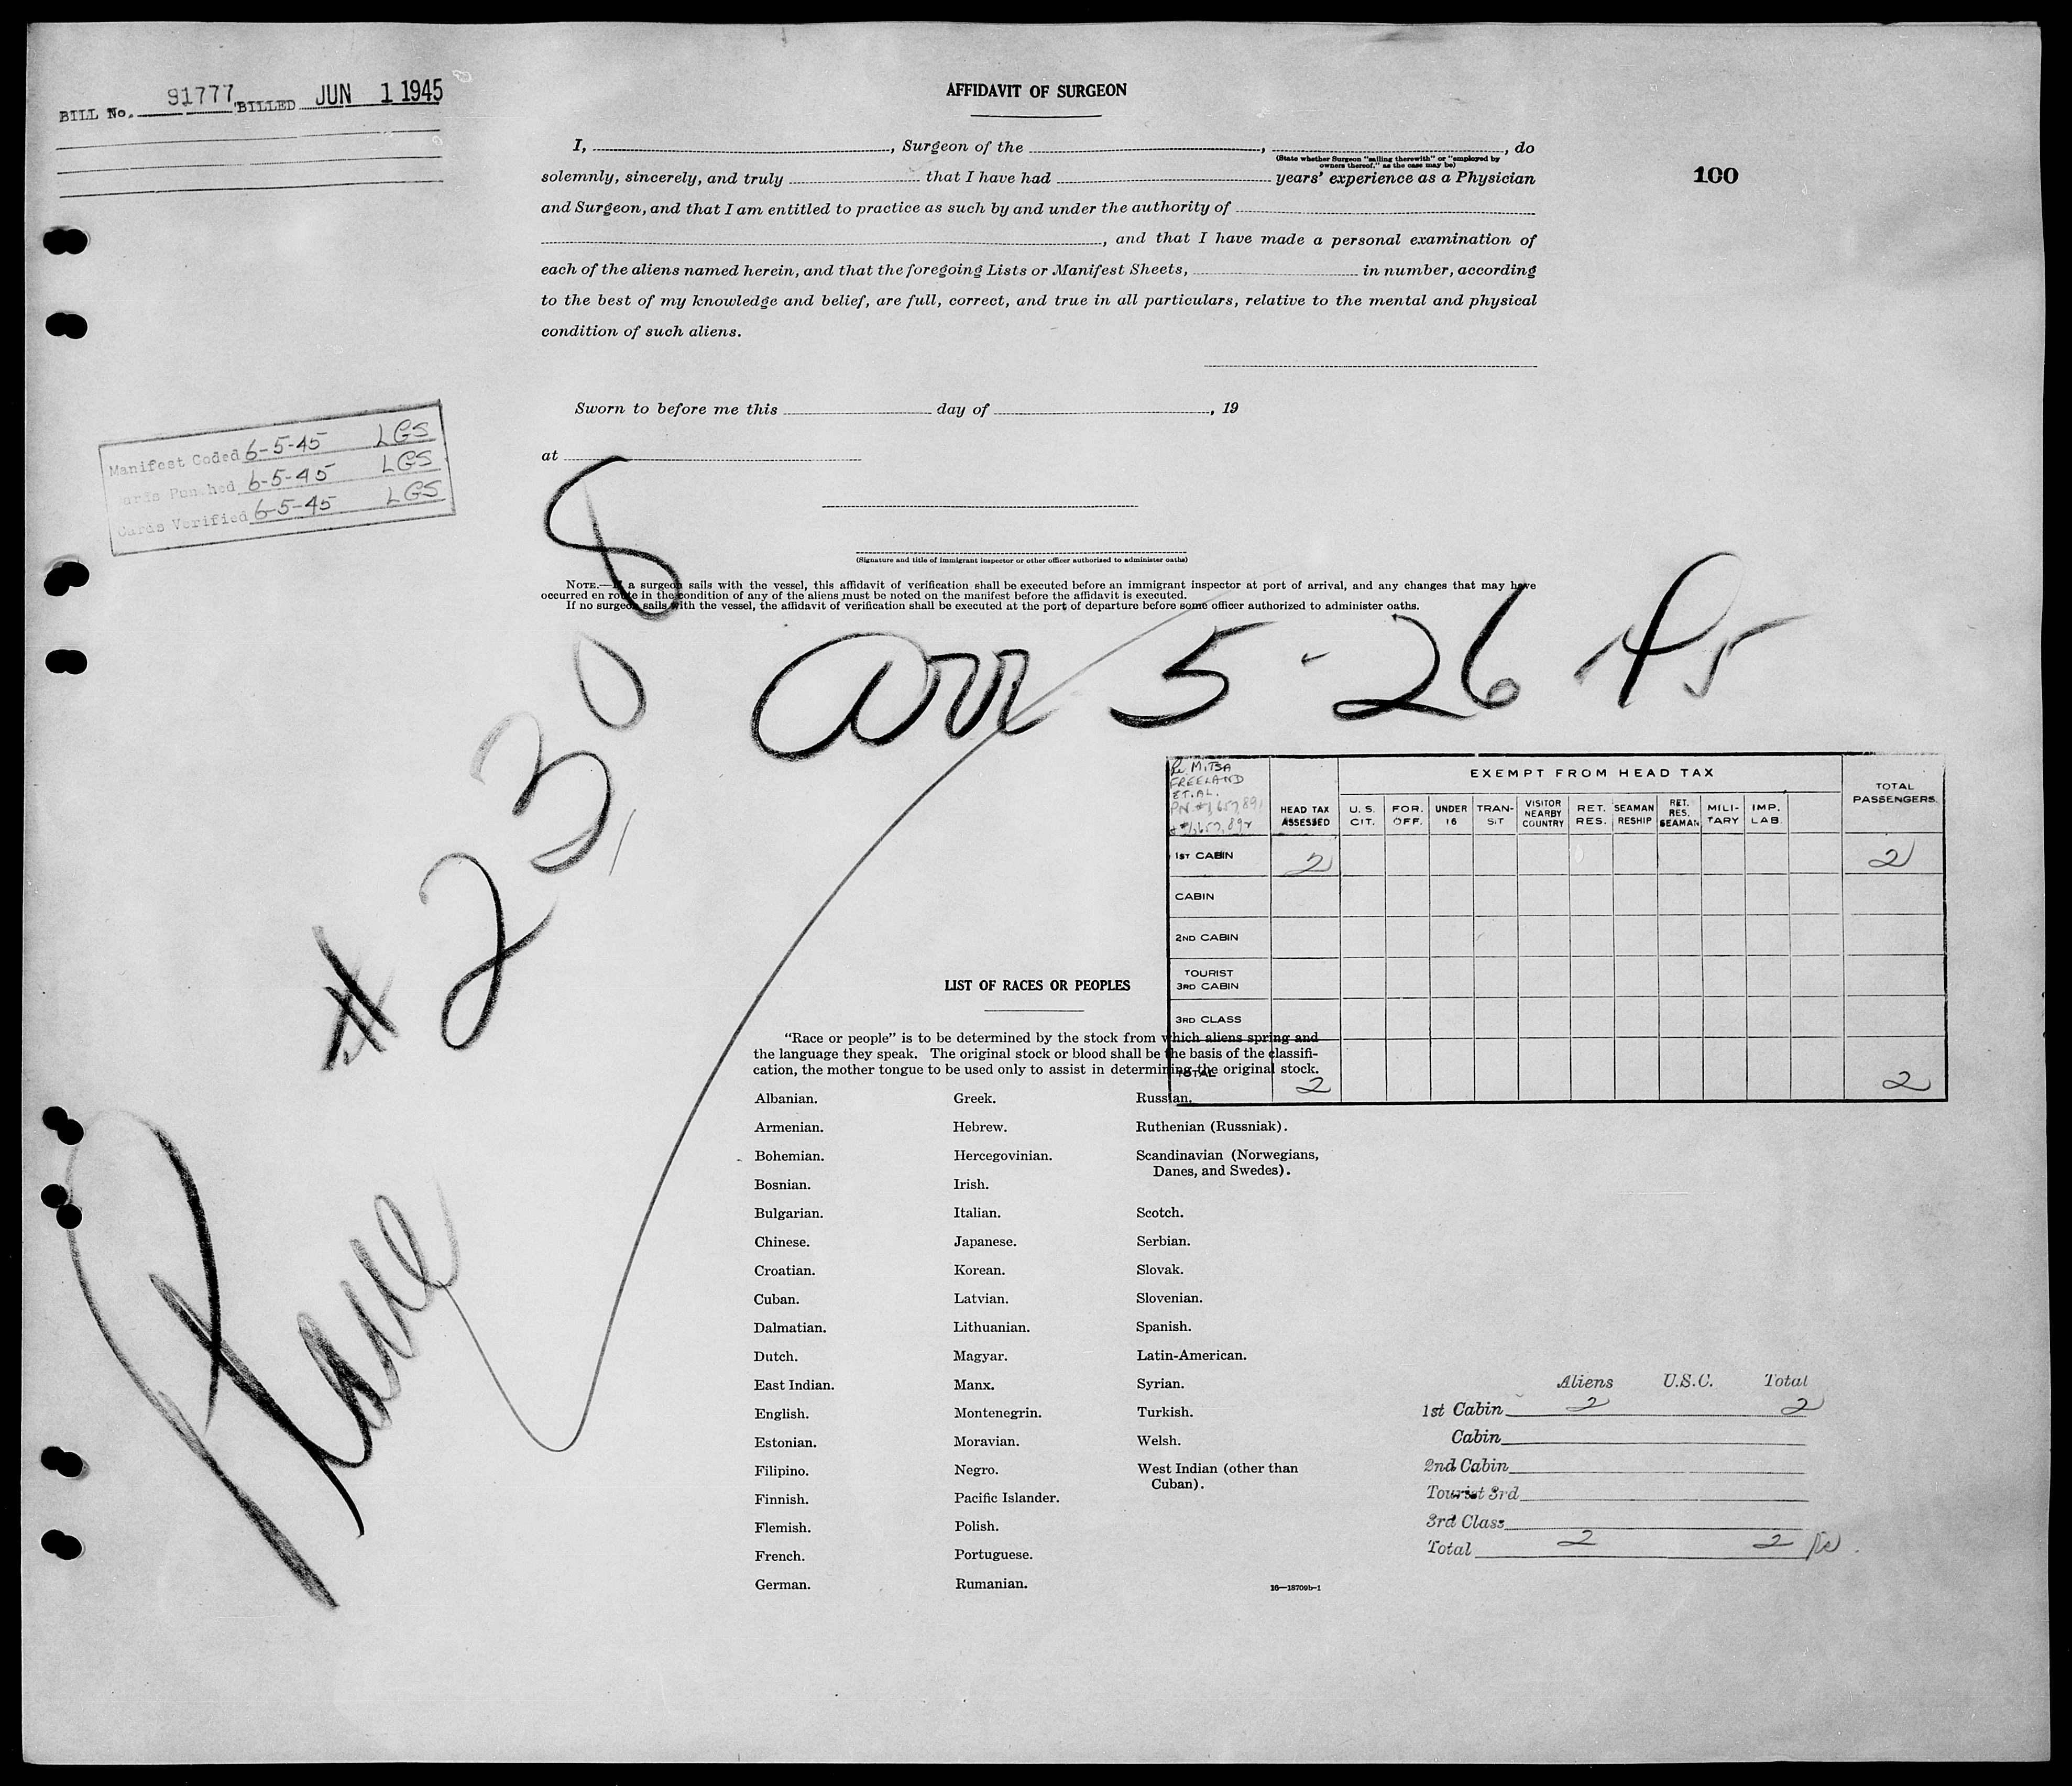 BILL No. 91777 BILLED JUN 1 1945
AFFIDAVIT OF SURGEON
I, , Surgeon of the , , do
(State whether Surgeon "sailing therewith" or "employed by
owners thereof," as the case may be)
solemnly, sincerely, and truly that I have had years' experience as a Physician
100
and Surgeon, and that I am entitled to practice as such by and under the authority of
, and that I have made a personal examination of
each of the aliens named herein, and that the foregoing Lists or Manifest Sheets, in number, according
to the best of my knowledge and belief, are full, correct, and true in all particulars, relative to the mental and physical
condition of such aliens.
Sworn to before me this day of , 19
at
Manifest Coded 6-5-45 LGS
Cards Punched 6-5-45 LGS
Cards Verified 6-5-45 LGS
(Signature and title of immigrant inspector or other officer authorized to administer oaths)
NOTE.—If a surgeon sails with the vessel, this affidavit of verification shall be executed before an immigrant inspector at port of arrival, and any changes that may have
occurred en route in the condition of any of the aliens must be noted on the manifest before the affidavit is executed.
If no surgeon sails with the vessel, the affidavit of verification shall be executed at the port of departure before some officer authorized to administer oaths.
Plane # 2308
arr 5-26-45
Re MITSA
FREELAND
ET. AL.
HEAD TAX
ASSESSED
EXEMPT FROM HEAD TAX
U. S.
CIT.
FOR.
OFF.
UNDER
16
TRAN-
SIT
VISITOR
NEARBY
COUNTRY
RET.
RES.
SEAMAN
RESHIP
RET.
RES.
SEAMAN
MILI-
TARY
IMP.
LAB.
TOTAL
PASSENGERS
1ST CABIN 2 2
CABIN
2ND CABIN
TOURIST
3RD CABIN
3RD CLASS
TOTAL 2 2
LIST OF RACES OR PEOPLES
"Race or people" is to be determined by the stock from which aliens spring and
the language they speak. The original stock or blood shall be the basis of the classifi-
cation, the mother tongue to be used only to assist in determining the original stock.
Albanian.
Armenian.
Bohemian.
Bosnian.
Bulgarian.
Chinese.
Croatian.
Cuban.
Dalmatian.
Dutch.
East Indian.
English.
Estonian.
Filipino.
Finnish.
Flemish.
French.
German.
Greek.
Hebrew.
Hercegovinian.
Irish.
Italian.
Japanese.
Korean.
Latvian.
Lithuanian.
Magyar.
Manx.
Montenegrin.
Moravian.
Negro.
Pacific Islander.
Polish.
Portuguese.
Rumanian.
Russian.
Ruthenian (Russniak).
Scandinavian (Norwegians,
Danes, and Swedes).
Scotch.
Serbian.
Slovak.
Slovenian.
Spanish.
Latin-American.
Syrian.
Turkish.
Welsh.
West Indian (other than
Cuban).
16—18709b-1
Aliens U.S.C. Total
1st Cabin 2 2
Cabin
2nd Cabin
Tourist 3rd
3rd Class
Total 2 2